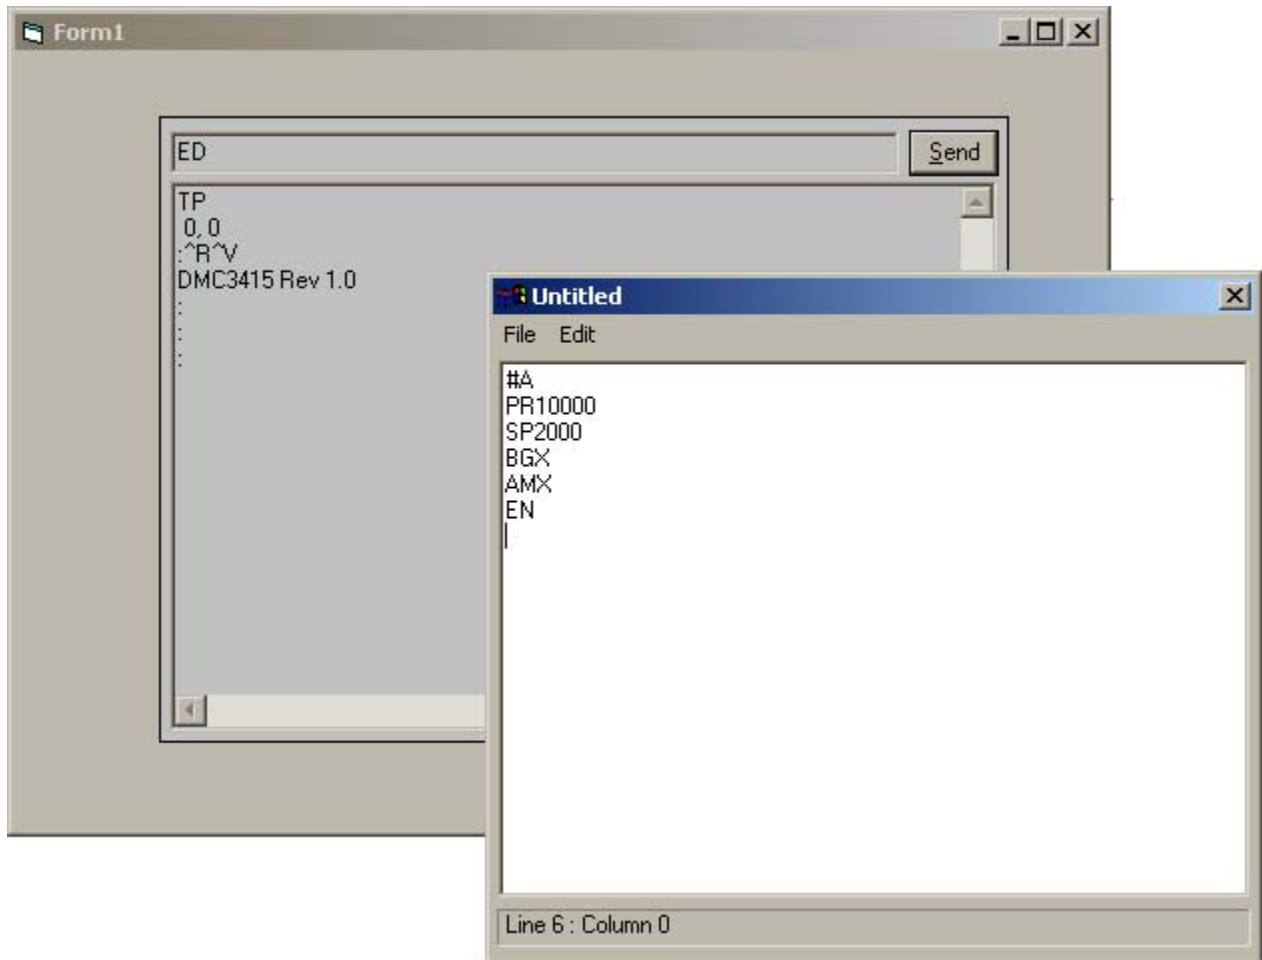 Form1
ED
Send
TP
0, 0
:^R^V
DMC3415 Rev 1.0
:
:
:
Untitled
File Edit
#A
PR10000
SP2000
BGX
AMX
EN
Line 6 : Column 0